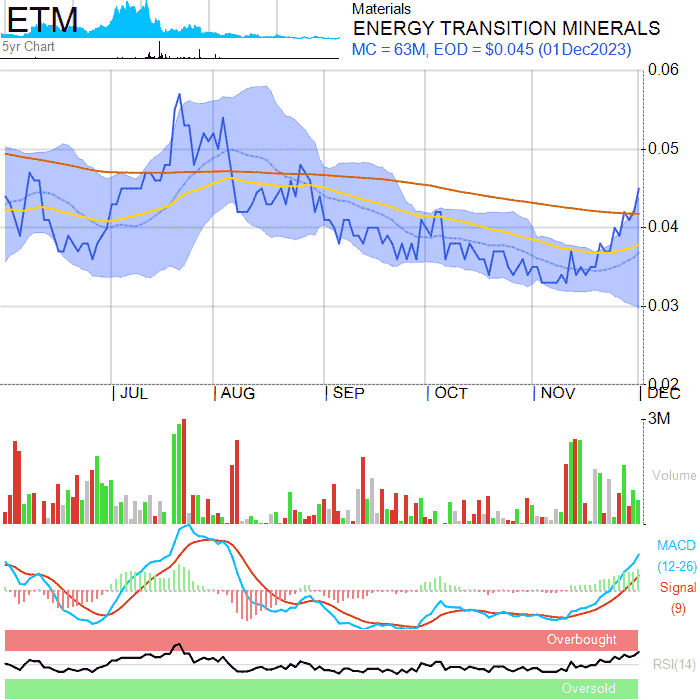 ETM
5yr Chart
Materials
ENERGY TRANSITION MINERALS
MC = 63M, EOD = $0.045 (01Dec2023)
0.06
0.05
0.04
0.03
0.02
JUL AUG SEP OCT NOV DEC
3M
Volume
MACD
(12-26)
Signal
(9)
Overbought
RSI(14)
Oversold